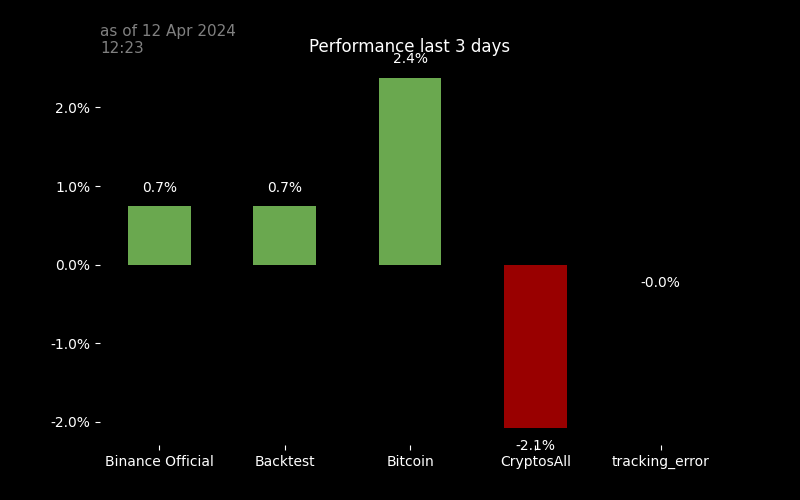 as of 12 Apr 2024
12:23
Performance last 3 days
2.4%
2.0%
0.7%
0.7%
1.0%
0.0%
-0.0%
-1.0%
-2.0%
-2.1%
Binance Official
Backtest
Bitcoin
CryptosAll
tracking_error